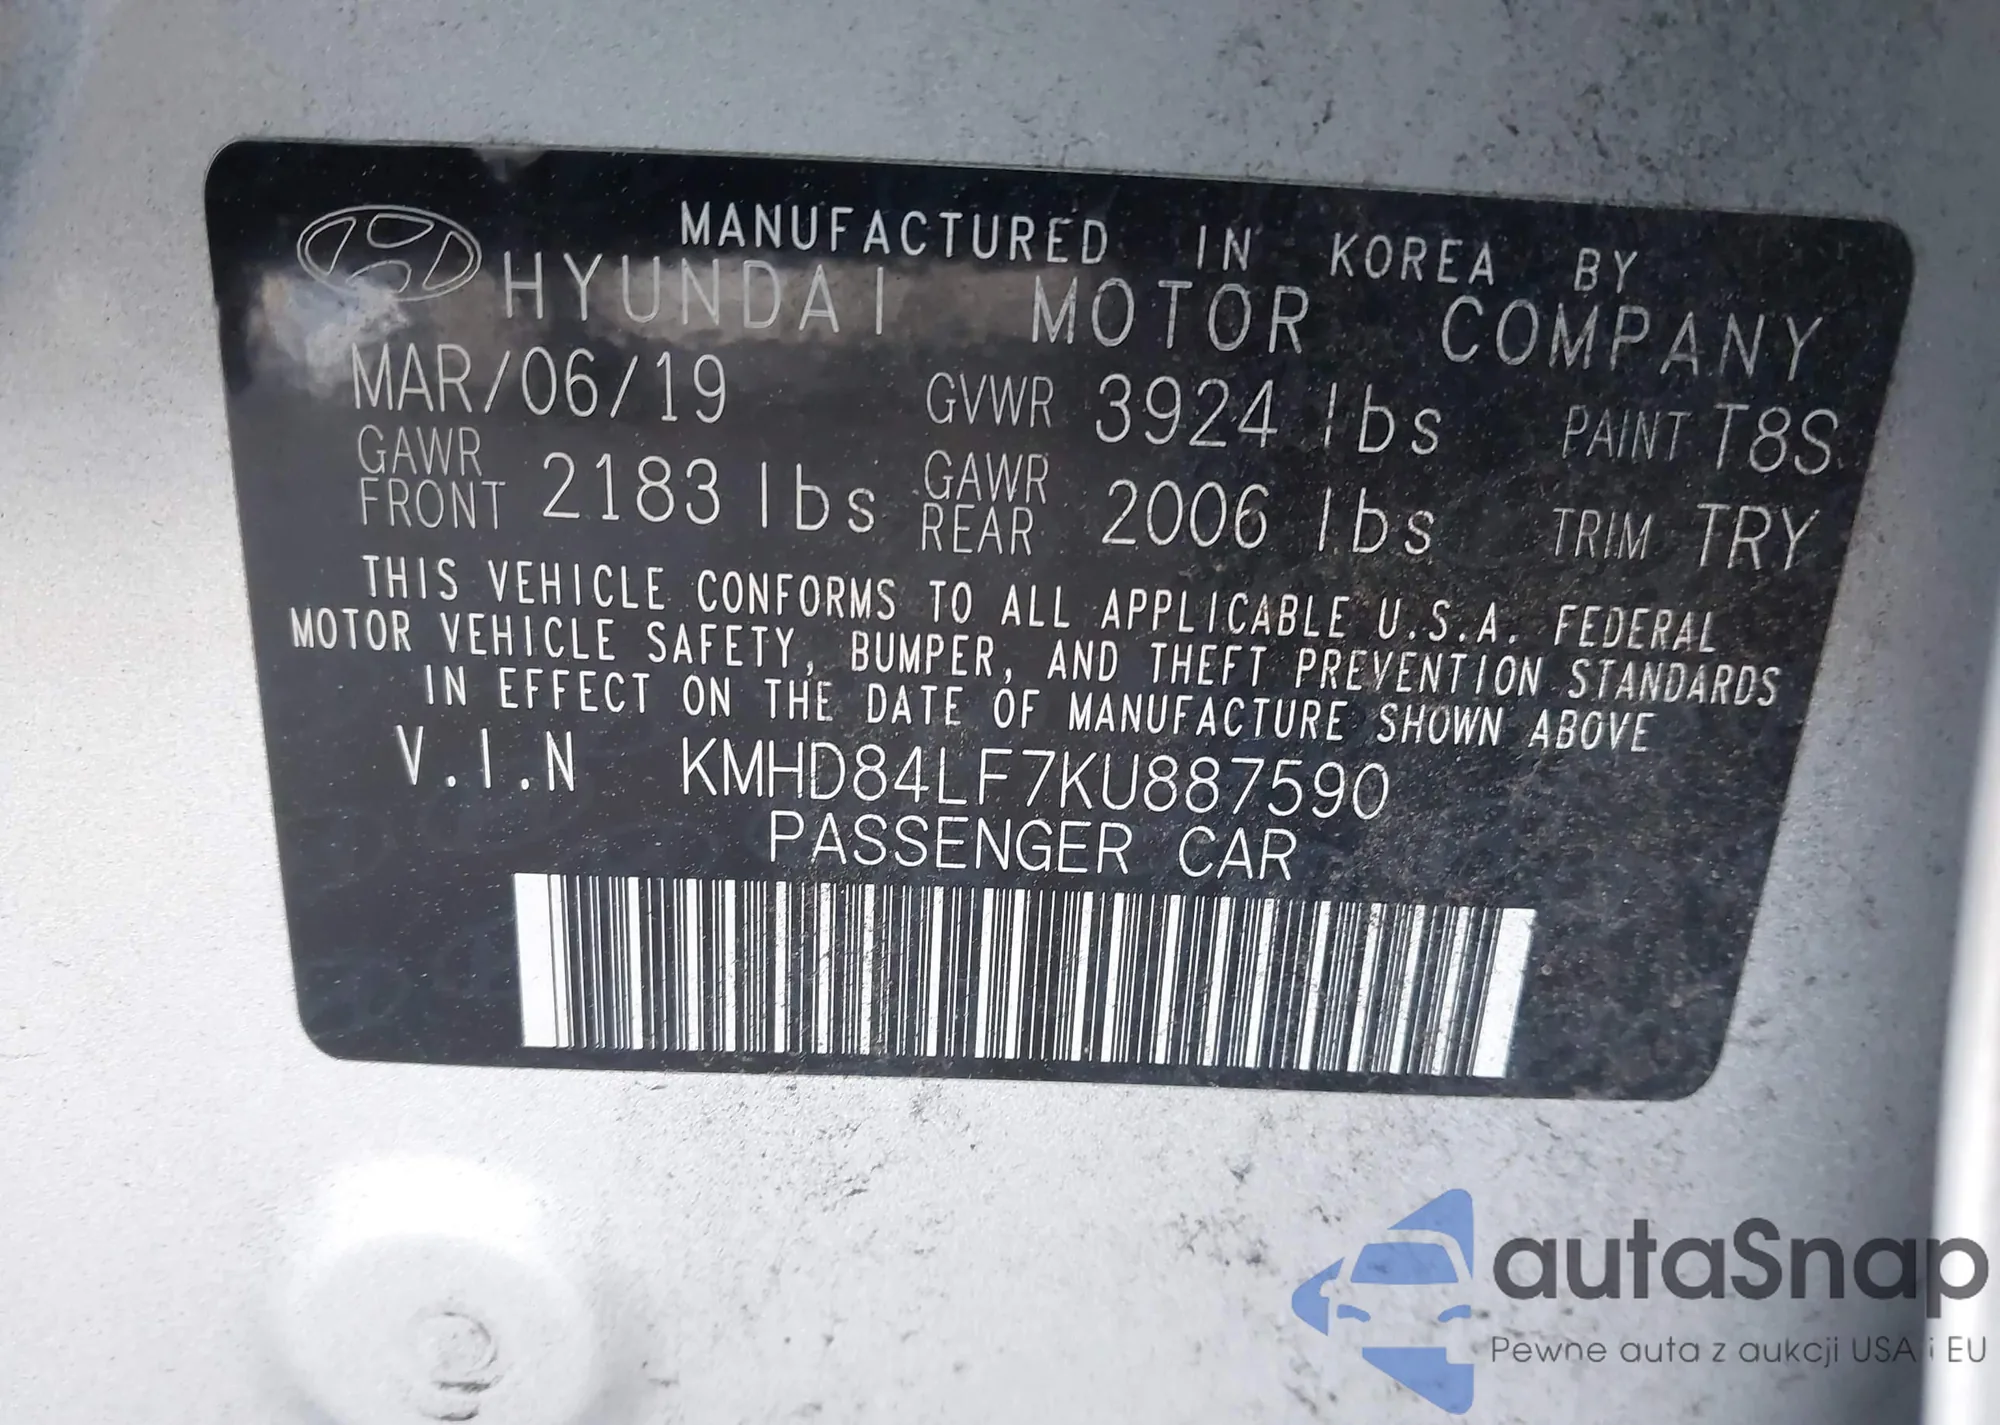 MANUFACTURED IN KOREA BY
HYUNDAI MOTOR COMPANY
MAR/06/19 GVWR 3924 lbs PAINT T8S
GAWR FRONT 2183 lbs GAWR REAR 2006 lbs TRIM TRY
THIS VEHICLE CONFORMS TO ALL APPLICABLE U.S.A. FEDERAL
MOTOR VEHICLE SAFETY, BUMPER, AND THEFT PREVENTION STANDARDS
IN EFFECT ON THE DATE OF MANUFACTURE SHOWN ABOVE
V.I.N KMHD84LF7KU887590
PASSENGER CAR
autaSnap
Pewne auta z aukcji USA i EU